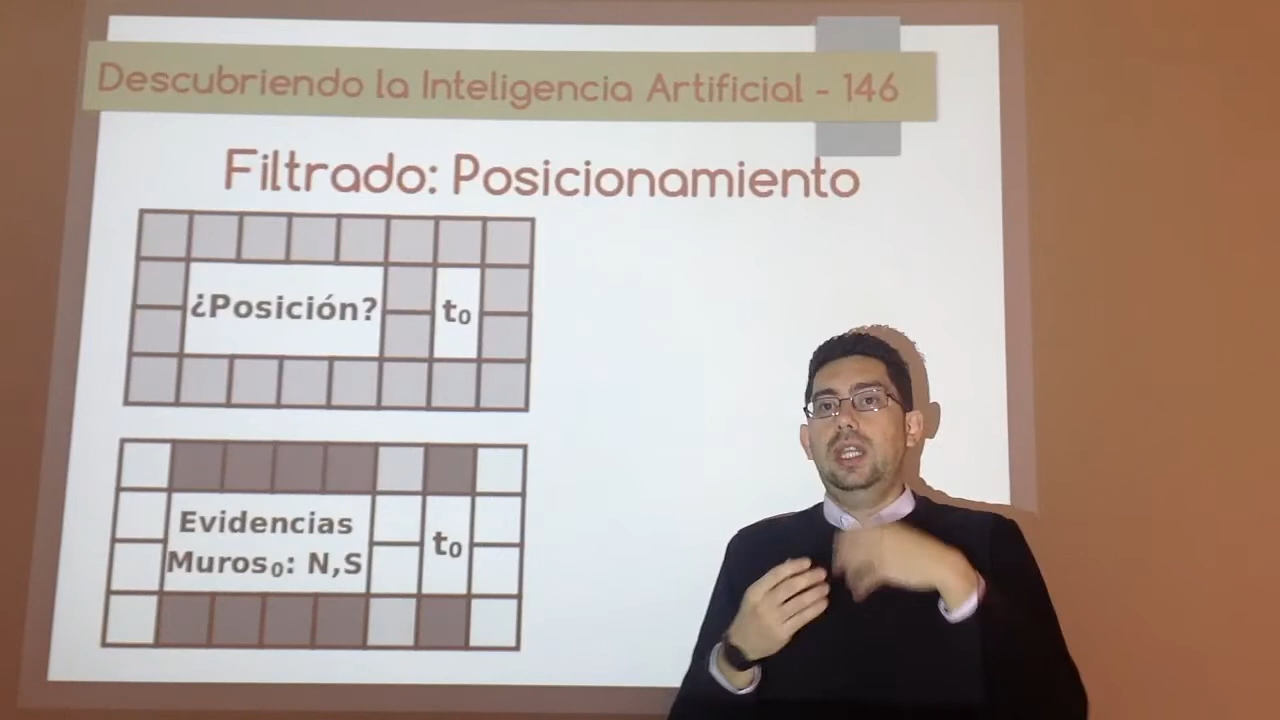 Descubriendo la Inteligencia Artificial - 146
Filtrado: Posicionamiento
¿Posición?
t₀
Evidencias
Muros₀: N,S
t₀